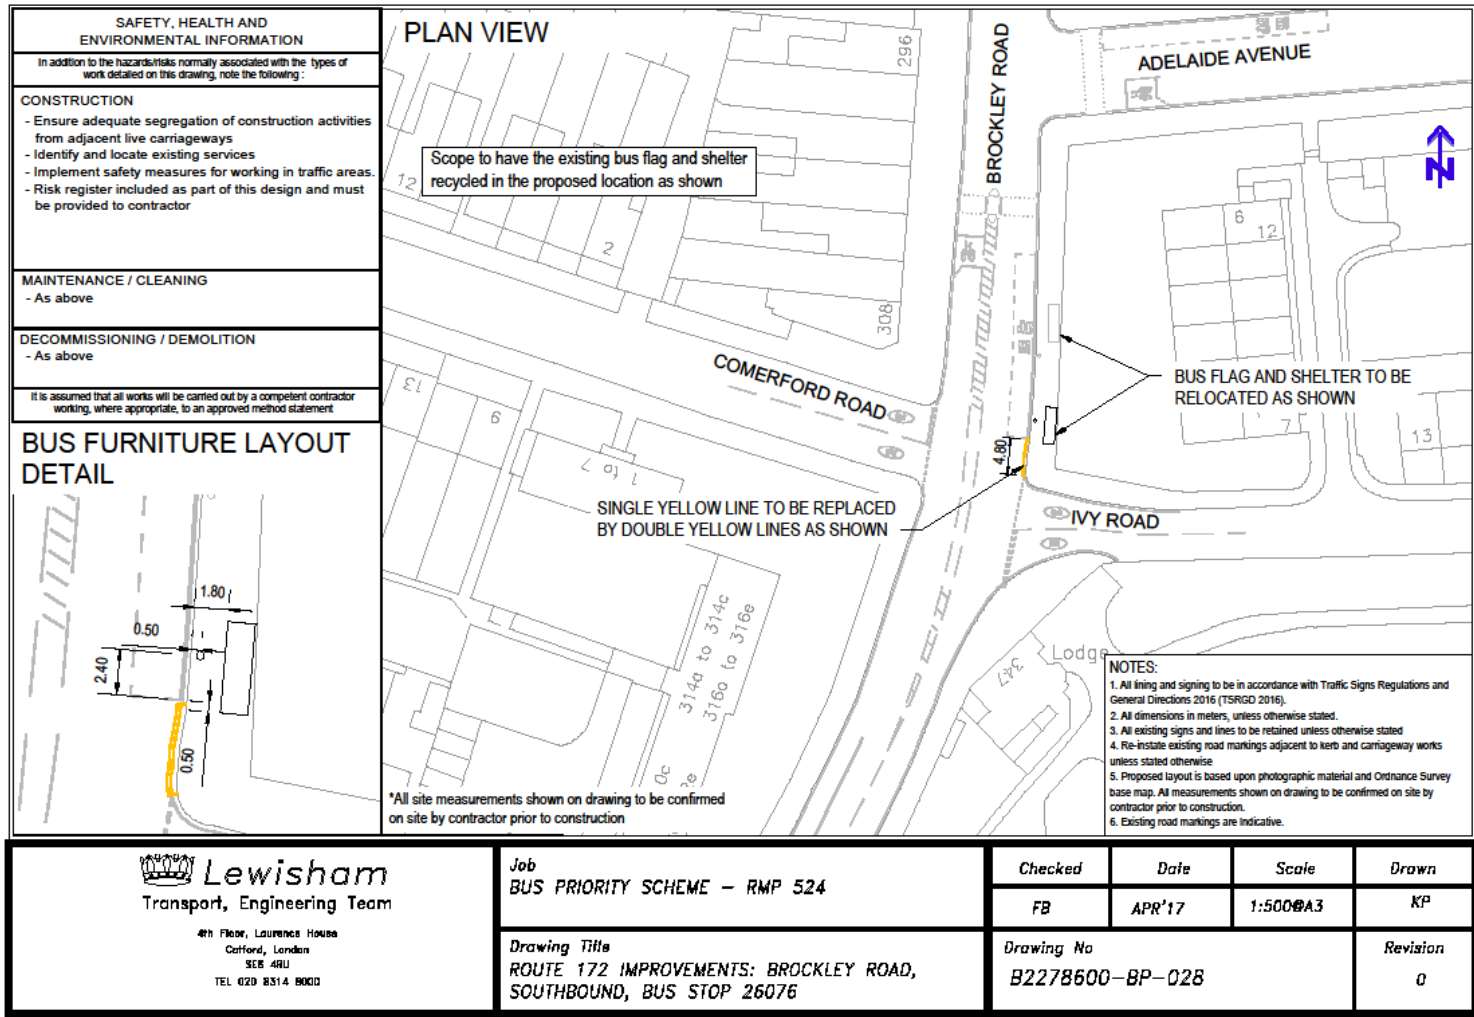 SAFETY, HEALTH AND
ENVIRONMENTAL INFORMATION
In addition to the hazards/risks normally associated with the types of
work detailed on this drawing, note the following :
CONSTRUCTION
- Ensure adequate segregation of construction activities
from adjacent live carriageways
- Identify and locate existing services
- Implement safety measures for working in traffic areas.
- Risk register included as part of this design and must
be provided to contractor
MAINTENANCE / CLEANING
- As above
DECOMMISSIONING / DEMOLITION
- As above
It is assumed that all works will be carried out by a competent contractor
working, where appropriate, to an approved method statement
BUS FURNITURE LAYOUT
DETAIL
1.80
0.50
2.40
0.50
PLAN VIEW
Scope to have the existing bus flag and shelter
recycled in the proposed location as shown
296
12
2
308
13
9
1 to 7
COMERFORD ROAD
BROCKLEY ROAD
ADELAIDE AVENUE
N
6
12
7
13
BUS FLAG AND SHELTER TO BE
RELOCATED AS SHOWN
4.80
SINGLE YELLOW LINE TO BE REPLACED
BY DOUBLE YELLOW LINES AS SHOWN
IVY ROAD
314a to 314c
316a to 316e
347
Lodge
*All site measurements shown on drawing to be confirmed
on site by contractor prior to construction
NOTES:
1. All lining and signing to be in accordance with Traffic Signs Regulations and
General Directions 2016 (TSRGD 2016).
2. All dimensions in meters, unless otherwise stated.
3. All existing signs and lines to be retained unless otherwise stated
4. Re-instate existing road markings adjacent to kerb and carriageway works
unless stated otherwise
5. Proposed layout is based upon photographic material and Ordnance Survey
base map. All measurements shown on drawing to be confirmed on site by
contractor prior to construction.
6. Existing road markings are indicative.
Lewisham
Transport, Engineering Team
4th Floor, Laurence House
Catford, London
SE6 4RU
TEL 020 8314 6000
Job
BUS PRIORITY SCHEME - RMP 524
Drawing Title
ROUTE 172 IMPROVEMENTS: BROCKLEY ROAD,
SOUTHBOUND, BUS STOP 26076
Checked
Date
Scale
Drawn
FB
APR'17
1:500@A3
KP
Drawing No
B2278600-BP-028
Revision
0